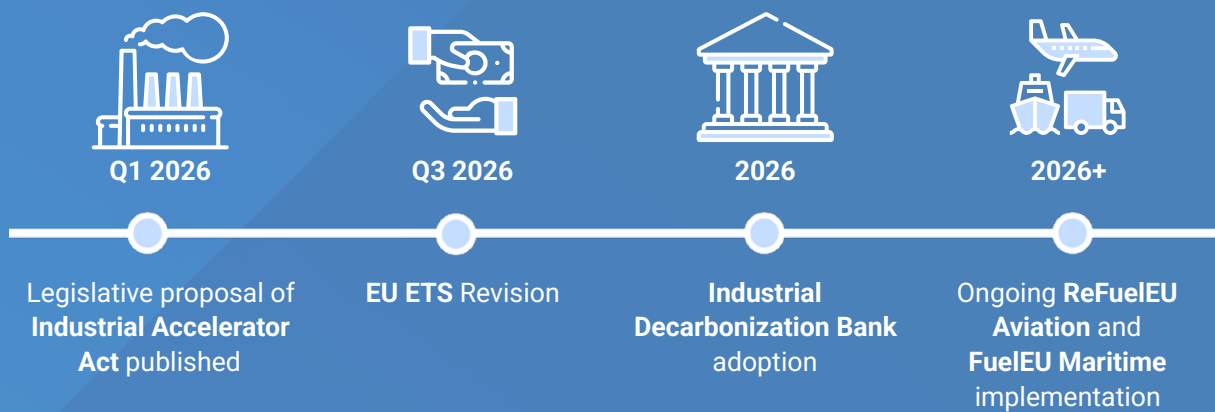 Q1 2026
Legislative proposal of
Industrial Accelerator
Act published
Q3 2026
EU ETS Revision
2026
Industrial
Decarbonization Bank
adoption
2026+
Ongoing ReFuelEU
Aviation and
FuelEU Maritime
implementation